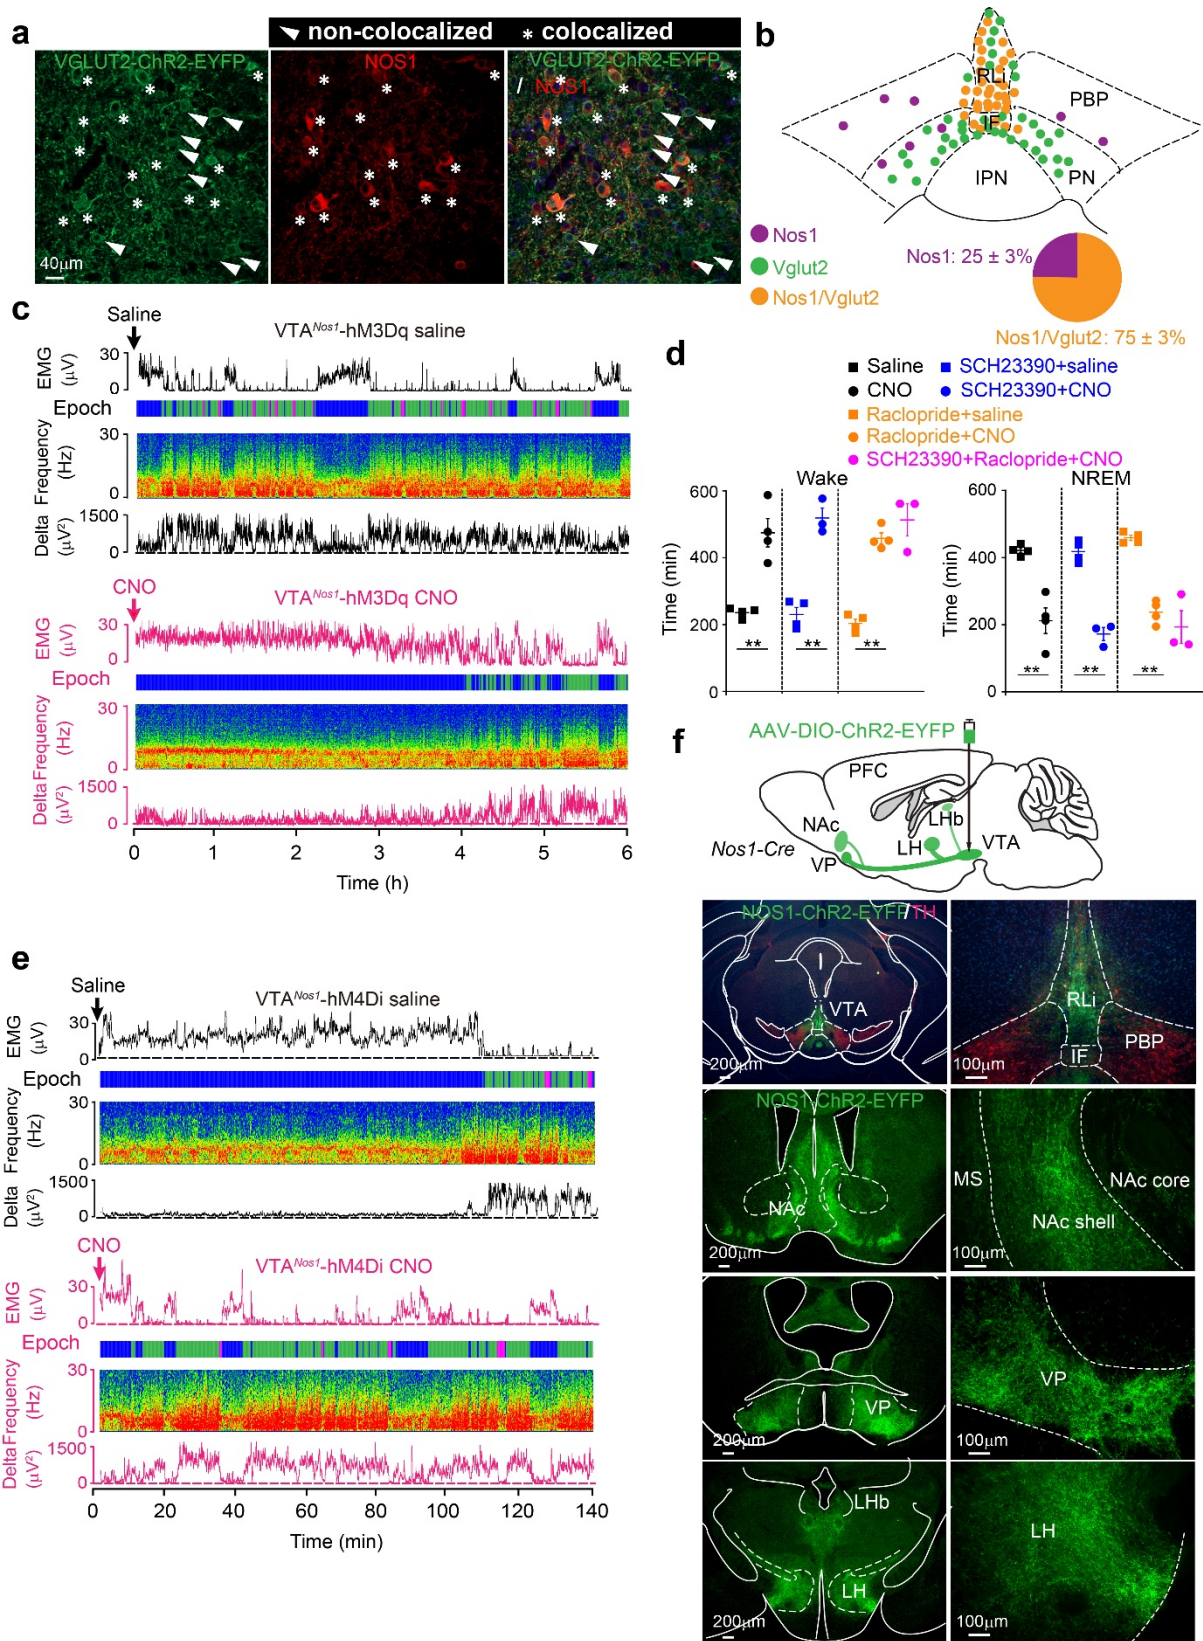 a
non-colocalized * colocalized
VGLUT2-ChR2-EYFP
NOS1
VGLUT2-ChR2-EYFP
/ NOS1
40μm
b
RLi
PBP
IF
IPN
PN
Nos1
Vglut2
Nos1/Vglut2
Nos1: 25 ± 3%
Nos1/Vglut2: 75 ± 3%
c
Saline
VTA^Nos1-hM3Dq saline
EMG (μV)
30
0
Epoch
Frequency (Hz)
30
0
Delta (μV²)
1500
0
CNO
VTA^Nos1-hM3Dq CNO
EMG (μV)
30
0
Epoch
Frequency (Hz)
30
0
Delta (μV²)
1500
0
0 1 2 3 4 5 6
Time (h)
d
Saline
CNO
SCH23390+saline
SCH23390+CNO
Raclopride+saline
Raclopride+CNO
SCH23390+Raclopride+CNO
Wake
Time (min)
600
400
200
0
** ** **
NREM
Time (min)
600
400
200
0
** ** **
e
Saline
VTA^Nos1-hM4Di saline
EMG (μV)
30
0
Epoch
Frequency (Hz)
30
0
Delta (μV²)
1500
0
CNO
VTA^Nos1-hM4Di CNO
EMG (μV)
30
0
Epoch
Frequency (Hz)
30
0
Delta (μV²)
1500
0
0 20 40 60 80 100 120 140
Time (min)
f
AAV-DIO-ChR2-EYFP
PFC
NAc
LHb
LH
VTA
VP
Nos1-Cre
NOS1-ChR2-EYFP/TH
VTA
200μm
RLi
PBP
IF
100μm
NOS1-ChR2-EYFP
NAc
200μm
MS
NAc core
NAc shell
100μm
VP
200μm
VP
100μm
LHb
LH
200μm
LH
100μm